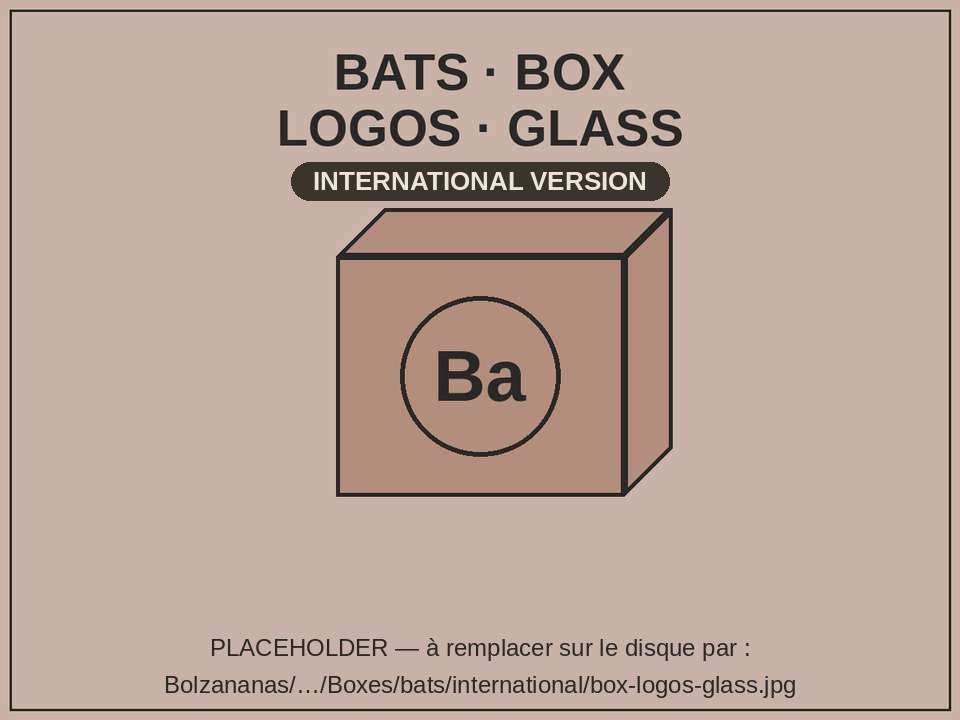 BATS · BOX
LOGOS · GLASS
INTERNATIONAL VERSION
Ba
PLACEHOLDER — à remplacer sur le disque par :
Bolzananas/…/Boxes/bats/international/box-logos-glass.jpg